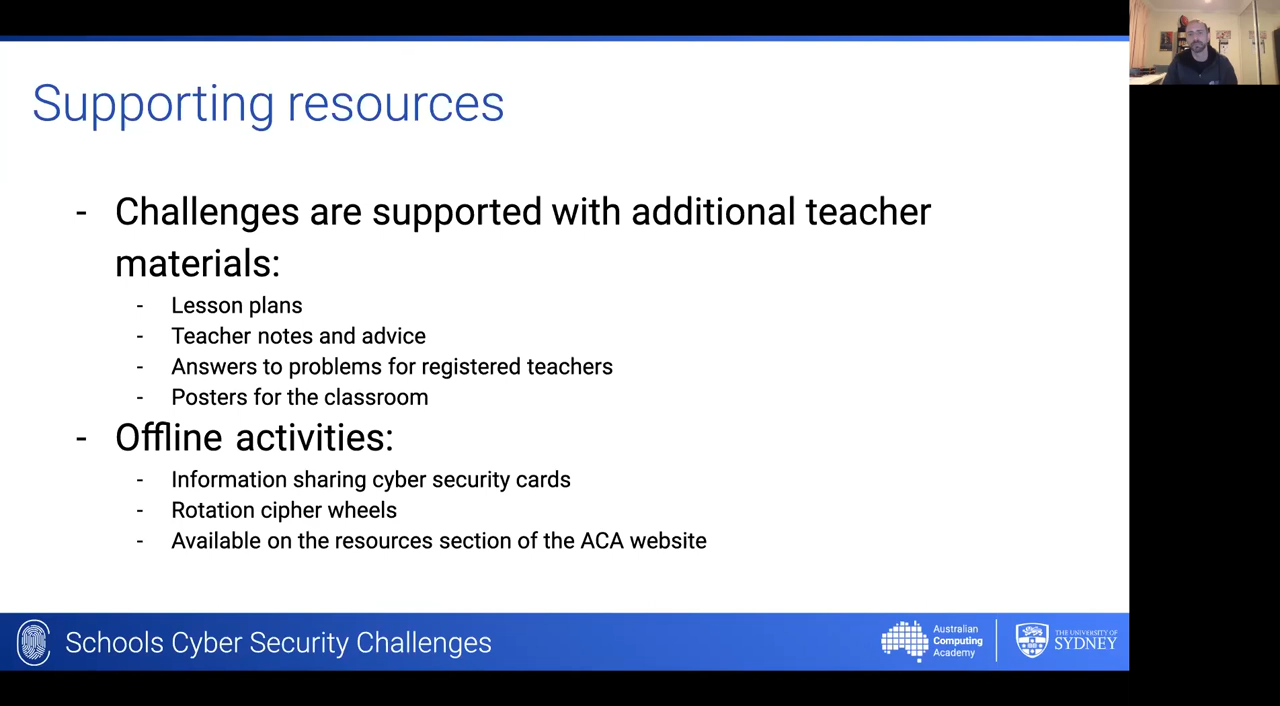 Supporting resources
- Challenges are supported with additional teacher
materials:
- Lesson plans
- Teacher notes and advice
- Answers to problems for registered teachers
- Posters for the classroom
- Offline activities:
- Information sharing cyber security cards
- Rotation cipher wheels
- Available on the resources section of the ACA website
Schools Cyber Security Challenges
Australian
Computing
Academy
THE UNIVERSITY OF
SYDNEY